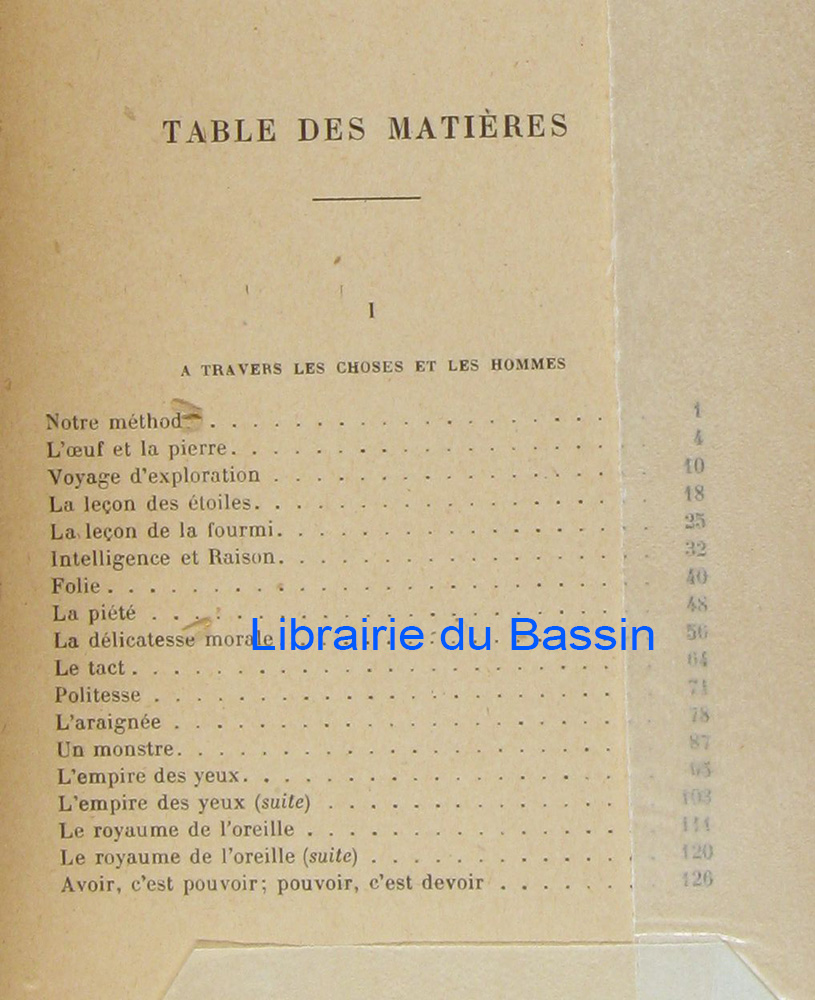 TABLE DES MATIÈRES
I
A TRAVERS LES CHOSES ET LES HOMMES
Notre méthod. . . . . . . . . . . . . . . . . . . . 1
L'œuf et la pierre. . . . . . . . . . . . . . . . . . 4
Voyage d'exploration . . . . . . . . . . . . . . . . 10
La leçon des étoiles. . . . . . . . . . . . . . . . . 18
La leçon de la fourmi. . . . . . . . . . . . . . . . 25
Intelligence et Raison. . . . . . . . . . . . . . . . 32
Folie . . . . . . . . . . . . . . . . . . . . . . . 40
La piété . . . . . . . . . . . . . . . . . . . . . 48
La délicatesse morale . . . . . . . . . . . . . . . 56
Librairie du Bassin
Le tact . . . . . . . . . . . . . . . . . . . . . . 64
Politesse . . . . . . . . . . . . . . . . . . . . . 71
L'araignée . . . . . . . . . . . . . . . . . . . . 78
Un monstre. . . . . . . . . . . . . . . . . . . . . 87
L'empire des yeux. . . . . . . . . . . . . . . . . 95
L'empire des yeux (suite) . . . . . . . . . . . . . 103
Le royaume de l'oreille . . . . . . . . . . . . . . 111
Le royaume de l'oreille (suite) . . . . . . . . . . . 120
Avoir, c'est pouvoir; pouvoir, c'est devoir . . . . . . . 126